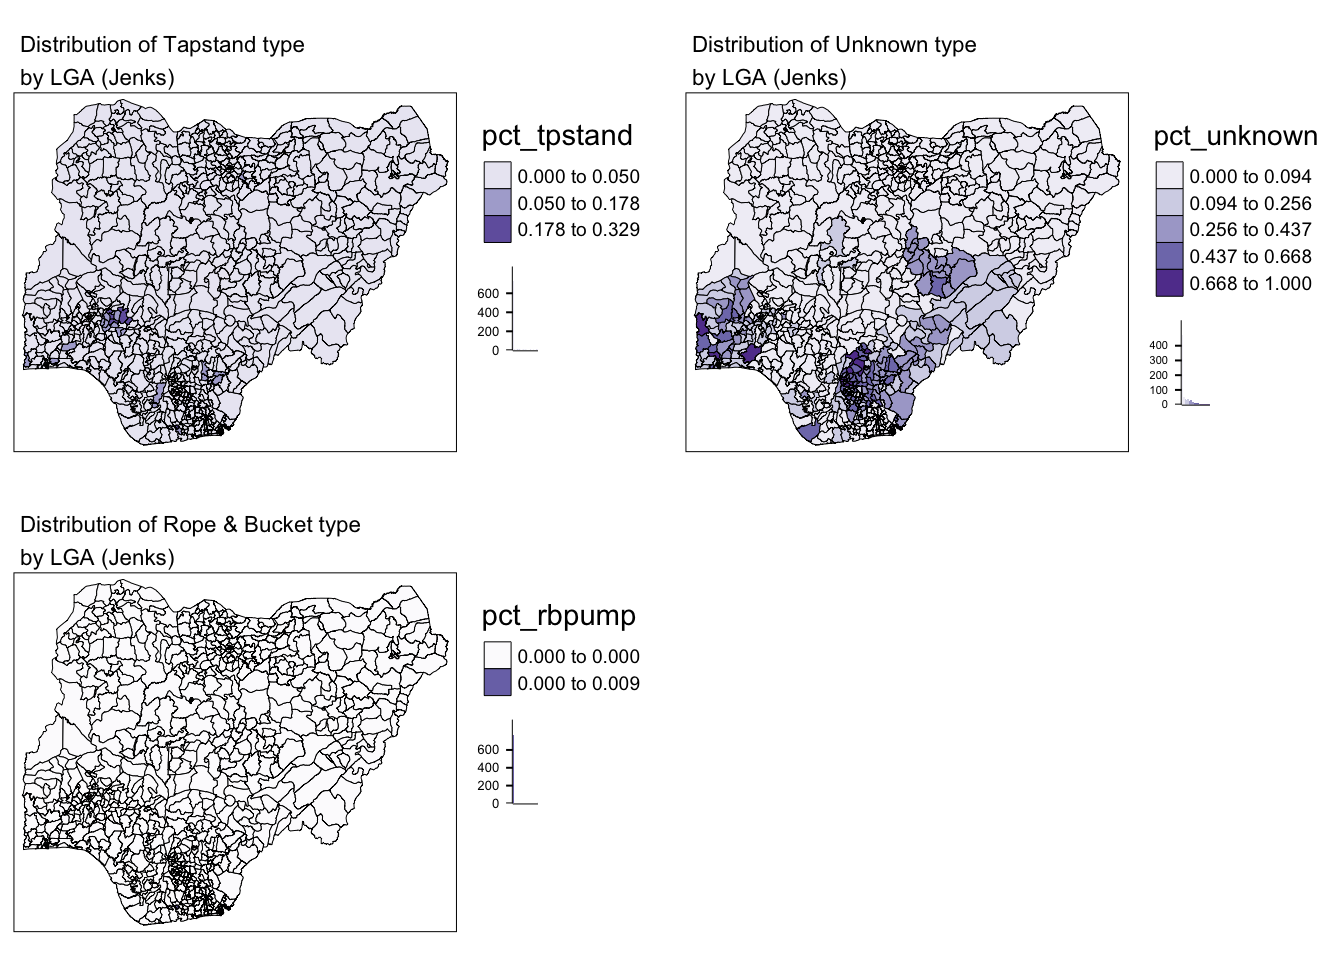 Distribution of Tapstand type
by LGA (Jenks)
pct_tpstand
0.000 to 0.050
0.050 to 0.178
0.178 to 0.329
600
400
200
0
Distribution of Unknown type
by LGA (Jenks)
pct_unknown
0.000 to 0.094
0.094 to 0.256
0.256 to 0.437
0.437 to 0.668
0.668 to 1.000
400
300
200
100
0
Distribution of Rope & Bucket type
by LGA (Jenks)
pct_rbpump
0.000 to 0.000
0.000 to 0.009
600
400
200
0